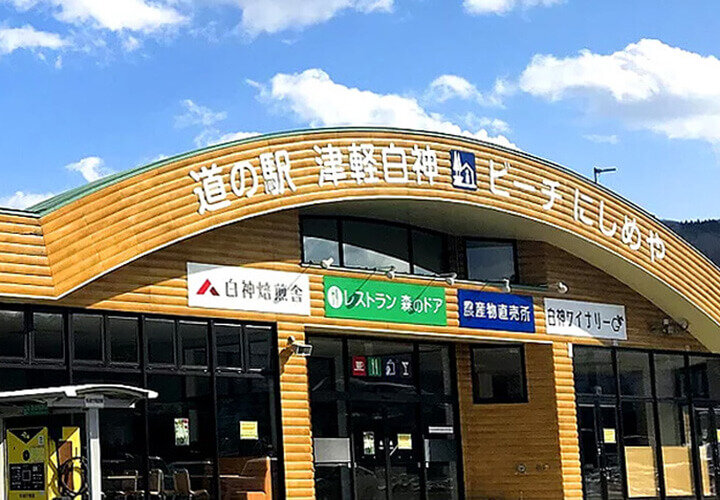 道の駅 津軽白神 ビーチにしめや
白神焙煎舎
レストラン 森のドア
農産物直売所
白神ワイナリー